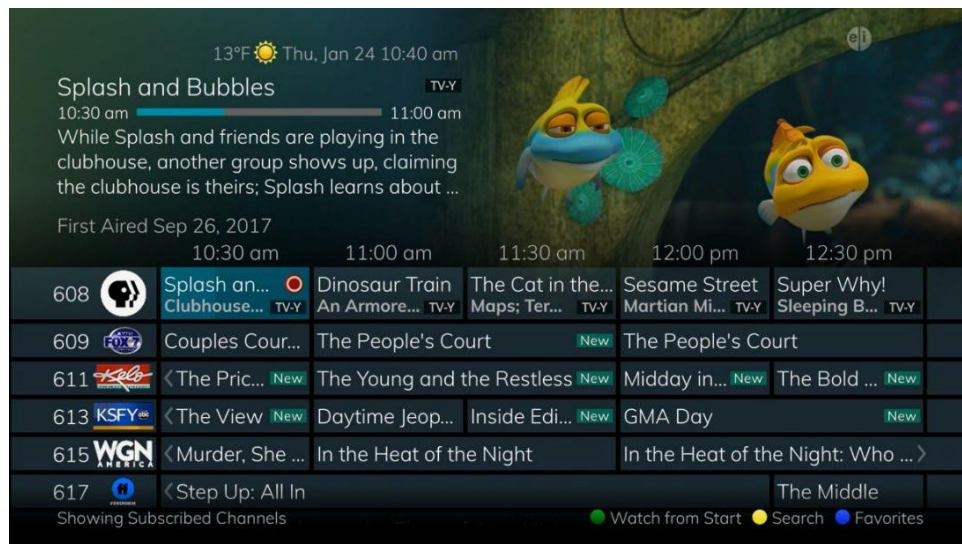 e/i
13°F Thu, Jan 24 10:40 am
Splash and Bubbles TV-Y
10:30 am 11:00 am
While Splash and friends are playing in the
clubhouse, another group shows up, claiming
the clubhouse is theirs; Splash learns about ...
First Aired Sep 26, 2017
10:30 am 11:00 am 11:30 am 12:00 pm 12:30 pm
608 Splash an... Dinosaur Train The Cat in the... Sesame Street Super Why!
Clubhouse... TV-Y An Armore... TV-Y Maps; Ter... TV-Y Martian Mi... TV-Y Sleeping B... TV-Y
609 FOX 7 Couples Cour... The People's Court New The People's Court
611 Kelo <The Pric... New The Young and the Restless New Midday in... New The Bold ... New
613 KSFY abc <The View New Daytime Jeop... Inside Edi... New GMA Day New
615 WGN AMERICA <Murder, She ... In the Heat of the Night In the Heat of the Night: Who ...>
617 <Step Up: All In The Middle
Showing Subscribed Channels Watch from Start Search Favorites